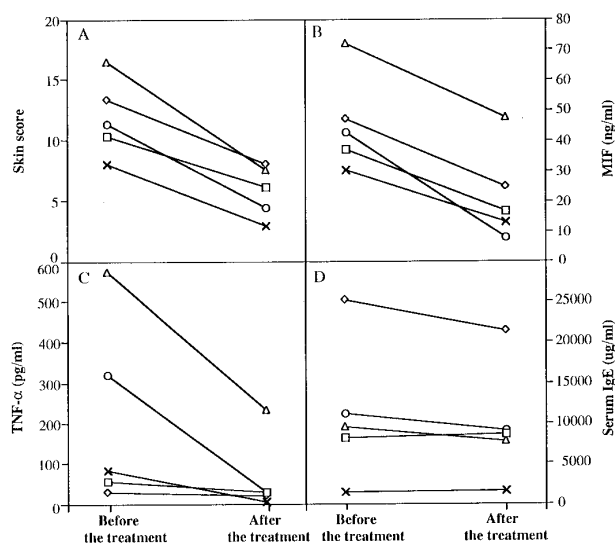 A
B
20
15
10
5
0
Skin score
80
70
60
50
40
30
20
10
0
MIF (ng/ml)
C
D
600
500
400
300
200
100
0
TNF-α (pg/ml)
25000
20000
15000
10000
5000
0
Serum IgE (ug/ml)
Before
the treatment
After
the treatment
Before
the treatment
After
the treatment